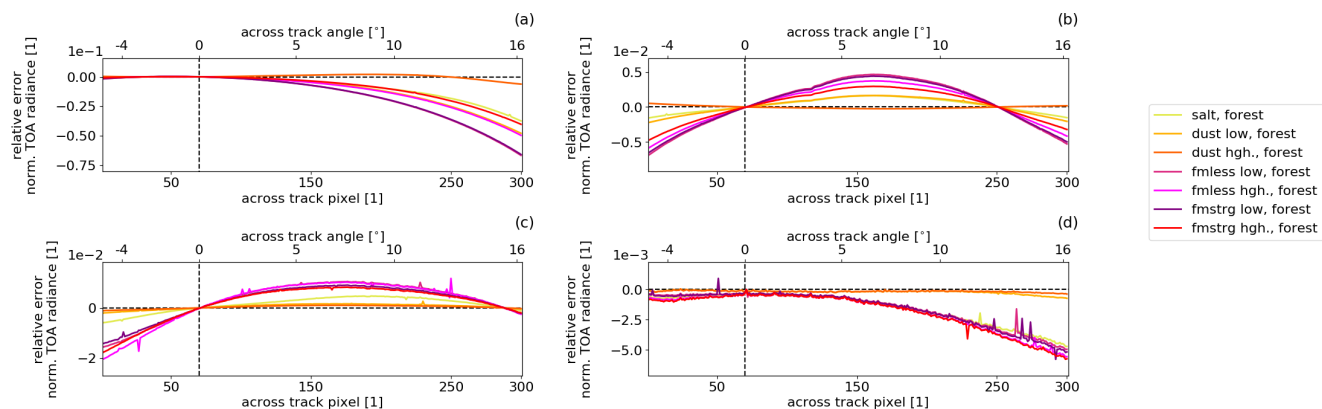 (a)
across track angle [°]
1e−1
-4 0 5 10 16
relative error
norm. TOA radiance [1]
0.00
−0.25
−0.50
−0.75
50 150 250 300
across track pixel [1]
(b)
across track angle [°]
1e−2
-4 0 5 10 16
relative error
norm. TOA radiance [1]
0.5
0.0
−0.5
50 150 250 300
across track pixel [1]
salt, forest
dust low, forest
dust hgh., forest
fmless low, forest
fmless hgh., forest
fmstrg low, forest
fmstrg hgh., forest
(c)
across track angle [°]
1e−2
-4 0 5 10 16
relative error
norm. TOA radiance [1]
0
−2
50 150 250 300
across track pixel [1]
(d)
across track angle [°]
1e−3
-4 0 5 10 16
relative error
norm. TOA radiance [1]
0.0
−2.5
−5.0
50 150 250 300
across track pixel [1]